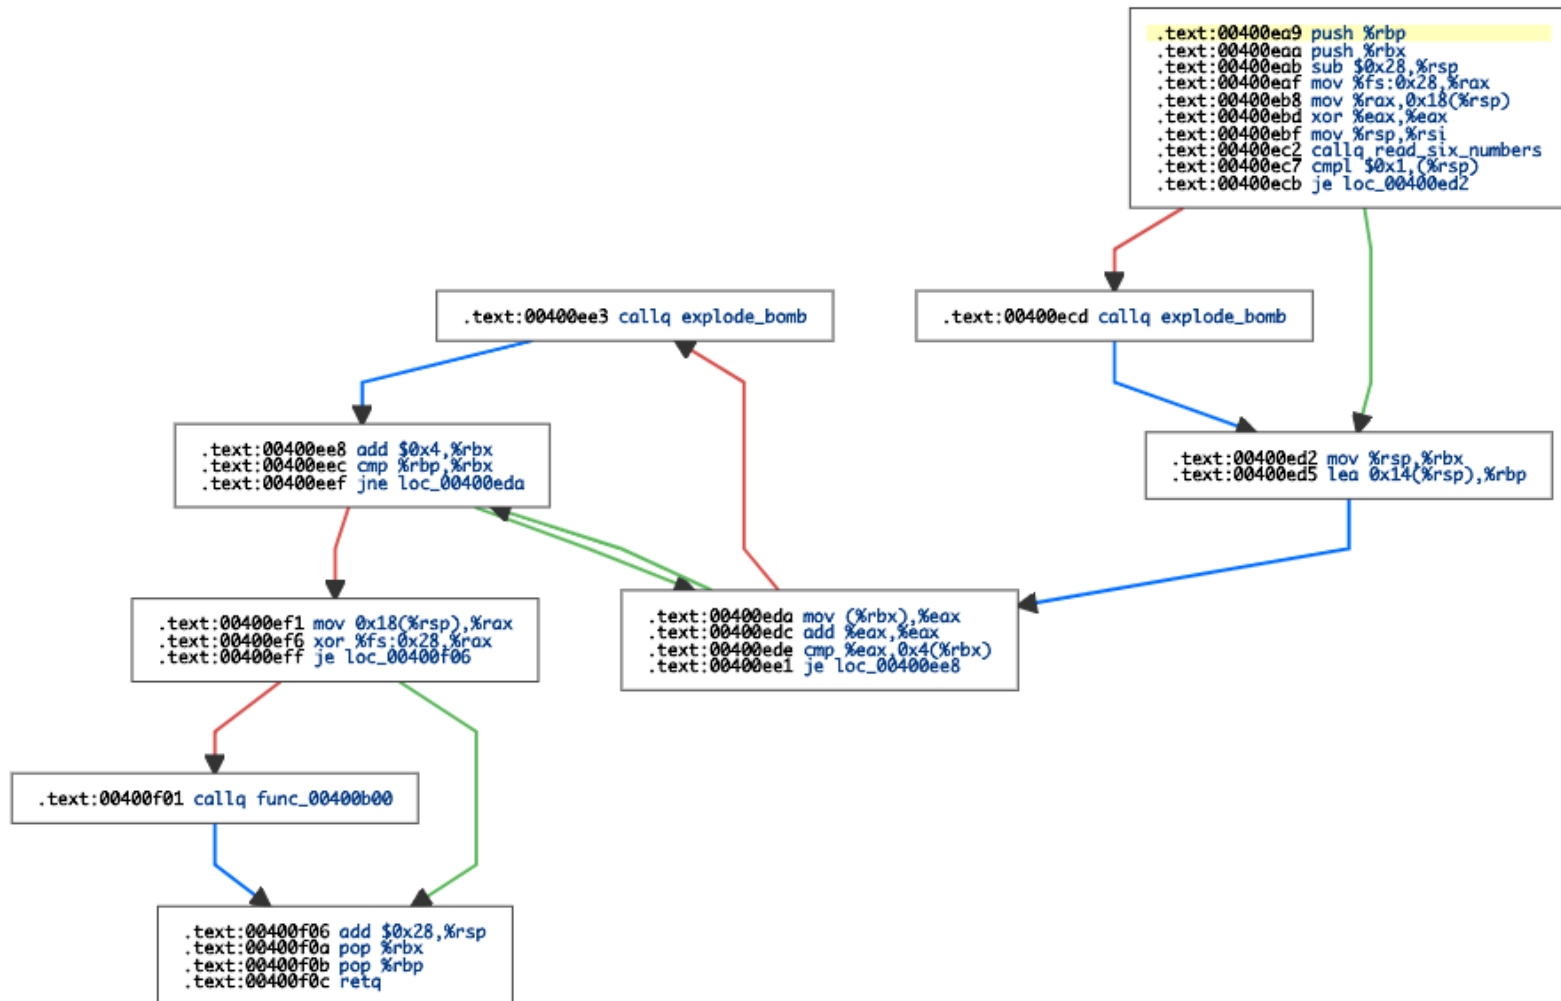 .text:00400ea9 push %rbp
.text:00400eaa push %rbx
.text:00400eab sub $0x28,%rsp
.text:00400eaf mov %fs:0x28,%rax
.text:00400eb8 mov %rax,0x18(%rsp)
.text:00400ebd xor %eax,%eax
.text:00400ebf mov %rsp,%rsi
.text:00400ec2 callq read_six_numbers
.text:00400ec7 cmpl $0x1,(%rsp)
.text:00400ecb je loc_00400ed2
.text:00400ee3 callq explode_bomb
.text:00400ecd callq explode_bomb
.text:00400ee8 add $0x4,%rbx
.text:00400eec cmp %rbp,%rbx
.text:00400eef jne loc_00400eda
.text:00400ed2 mov %rsp,%rbx
.text:00400ed5 lea 0x14(%rsp),%rbp
.text:00400ef1 mov 0x18(%rsp),%rax
.text:00400ef6 xor %fs:0x28,%rax
.text:00400eff je loc_00400f06
.text:00400eda mov (%rbx),%eax
.text:00400edc add %eax,%eax
.text:00400ede cmp %eax,0x4(%rbx)
.text:00400ee1 je loc_00400ee8
.text:00400f01 callq func_00400b00
.text:00400f06 add $0x28,%rsp
.text:00400f0a pop %rbx
.text:00400f0b pop %rbp
.text:00400f0c retq